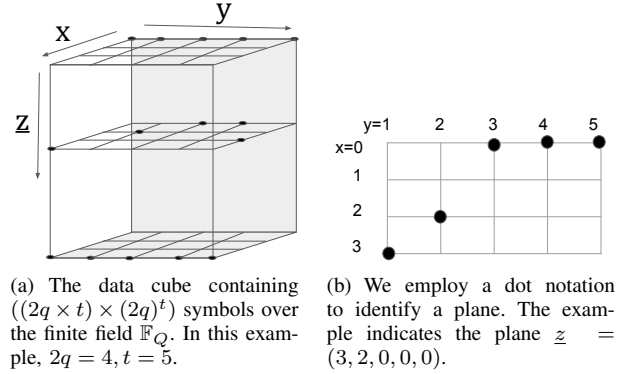 y
x
z
y=1 2 3 4 5
x=0
1
2
3
(a) The data cube containing
((2q × t) × (2q)^t) symbols over
the finite field 𝔽_Q. In this exam-
ple, 2q = 4, t = 5.
(b) We employ a dot notation
to identify a plane. The exam-
ple indicates the plane z =
(3, 2, 0, 0, 0).